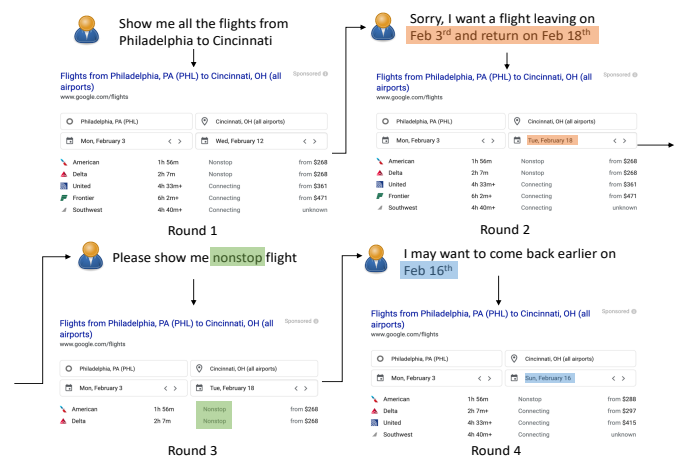 Show me all the flights from
Philadelphia to Cincinnati
Flights from Philadelphia, PA (PHL) to Cincinnati, OH (all
airports)
Sponsored
www.google.com/flights
Philadelphia, PA (PHL)
Cincinnati, OH (all airports)
Mon, February 3 < >
Wed, February 12 < >
American 1h 56m Nonstop from $268
Delta 2h 7m Nonstop from $268
United 4h 33m+ Connecting from $361
Frontier 6h 2m+ Connecting from $471
Southwest 4h 40m+ Connecting unknown
Round 1
Sorry, I want a flight leaving on
Feb 3rd and return on Feb 18th
Flights from Philadelphia, PA (PHL) to Cincinnati, OH (all
airports)
Sponsored
www.google.com/flights
Philadelphia, PA (PHL)
Cincinnati, OH (all airports)
Mon, February 3 < >
Tue, February 18 < >
American 1h 56m Nonstop from $268
Delta 2h 7m Nonstop from $268
United 4h 33m+ Connecting from $361
Frontier 6h 2m+ Connecting from $471
Southwest 4h 40m+ Connecting unknown
Round 2
Please show me nonstop flight
Flights from Philadelphia, PA (PHL) to Cincinnati, OH (all
airports)
Sponsored
www.google.com/flights
Philadelphia, PA (PHL)
Cincinnati, OH (all airports)
Mon, February 3 < >
Tue, February 18 < >
American 1h 56m Nonstop from $268
Delta 2h 7m Nonstop from $268
Round 3
I may want to come back earlier on
Feb 16th
Flights from Philadelphia, PA (PHL) to Cincinnati, OH (all
airports)
Sponsored
www.google.com/flights
Philadelphia, PA (PHL)
Cincinnati, OH (all airports)
Mon, February 3 < >
Sun, February 16 < >
American 1h 56m Nonstop from $288
Delta 2h 7m+ Connecting from $297
United 4h 33m+ Connecting from $415
Southwest 4h 40m+ Connecting unknown
Round 4